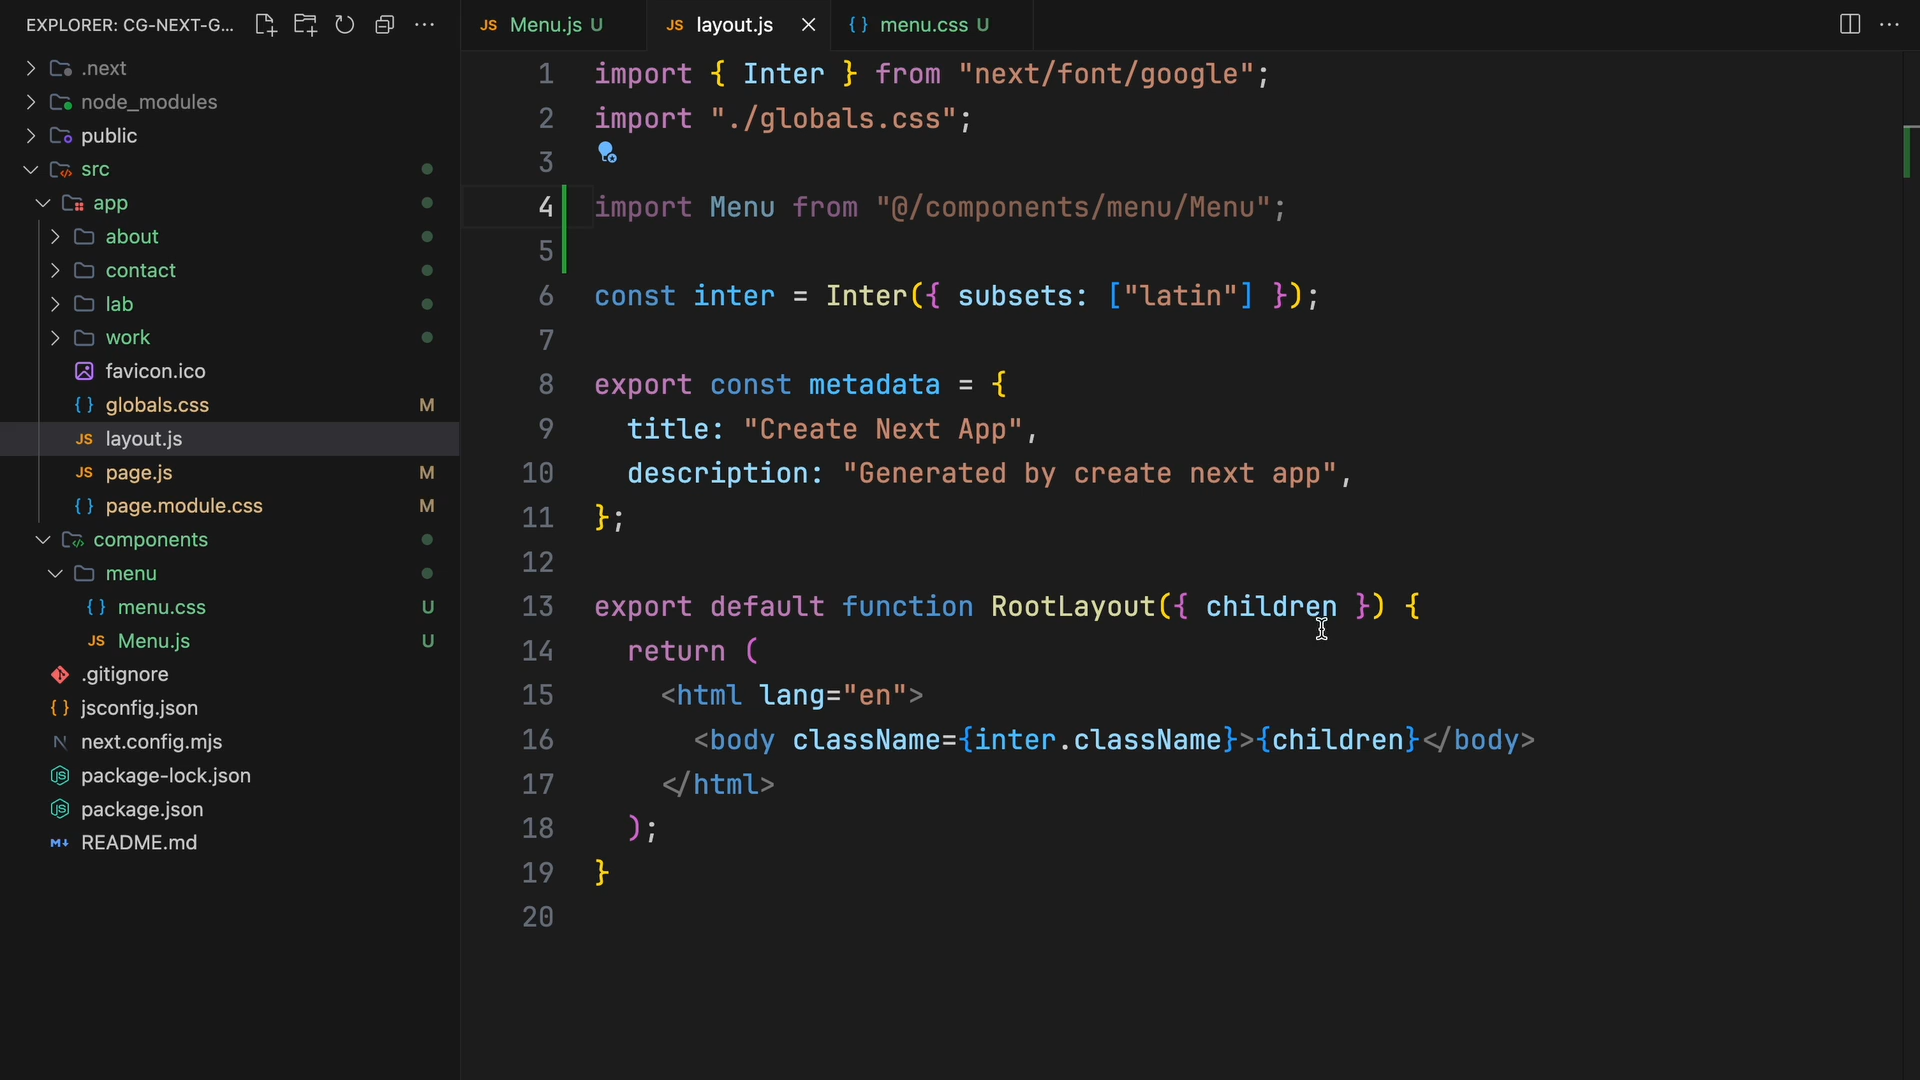 EXPLORER: CG-NEXT-G...
.next
node_modules
public
src
app
about
contact
lab
work
favicon.ico
{} globals.css M
JS layout.js
JS page.js M
{} page.module.css M
components
menu
{} menu.css U
JS Menu.js U
.gitignore
{} jsconfig.json
N next.config.mjs
JS package-lock.json
JS package.json
M↓ README.md
JS Menu.js U
JS layout.js
{} menu.css U
1 import { Inter } from "next/font/google";
2 import "./globals.css";
3
4 import Menu from "@/components/menu/Menu";
5
6 const inter = Inter({ subsets: ["latin"] });
7
8 export const metadata = {
9   title: "Create Next App",
10   description: "Generated by create next app",
11 };
12
13 export default function RootLayout({ children }) {
14   return (
15     <html lang="en">
16       <body className={inter.className}>{children}</body>
17     </html>
18   );
19 }
20